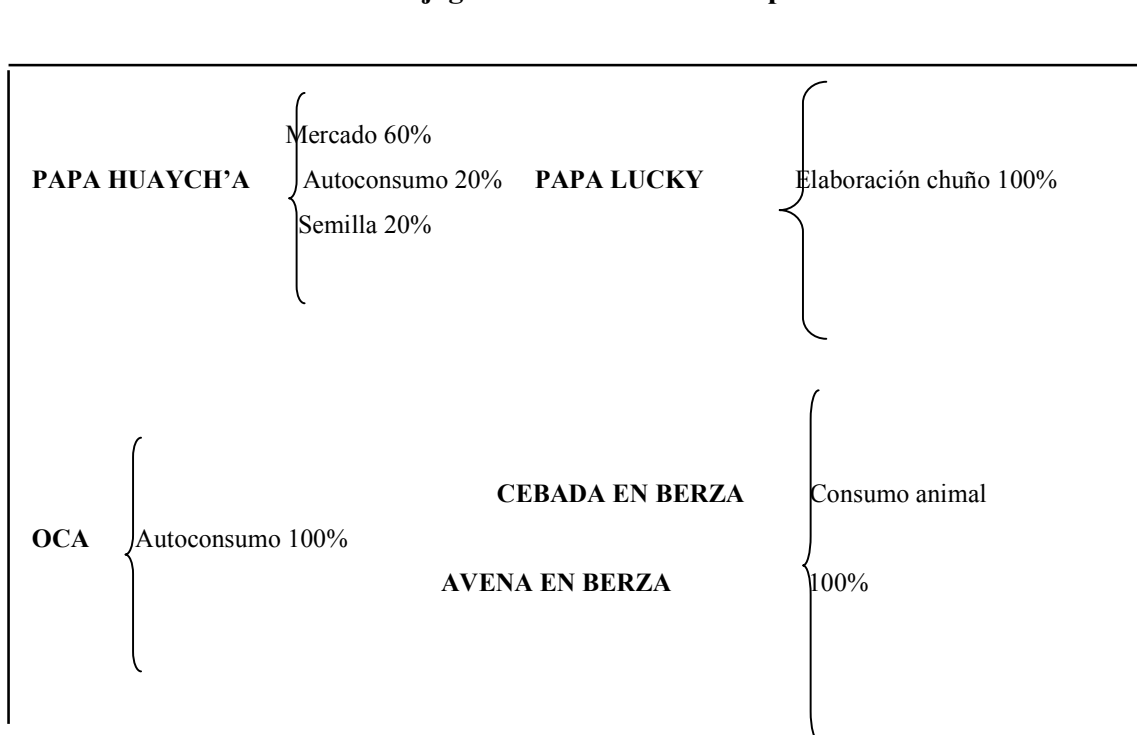 Mercado 60%
PAPA HUAYCH’A Autoconsumo 20% PAPA LUCKY Elaboración chuño 100%
Semilla 20%
CEBADA EN BERZA Consumo animal
OCA Autoconsumo 100%
AVENA EN BERZA 100%